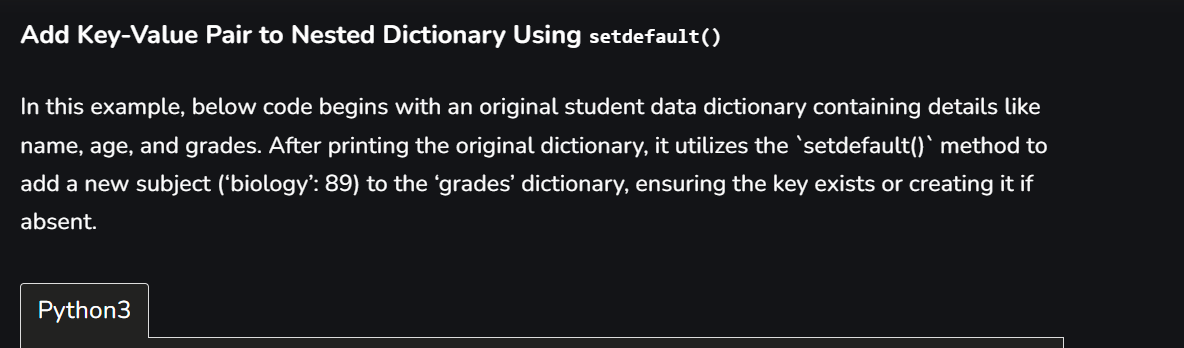 Add Key-Value Pair to Nested Dictionary Using setdefault()
In this example, below code begins with an original student data dictionary containing details like
name, age, and grades. After printing the original dictionary, it utilizes the `setdefault()` method to
add a new subject (‘biology’: 89) to the ‘grades’ dictionary, ensuring the key exists or creating it if
absent.
Python3